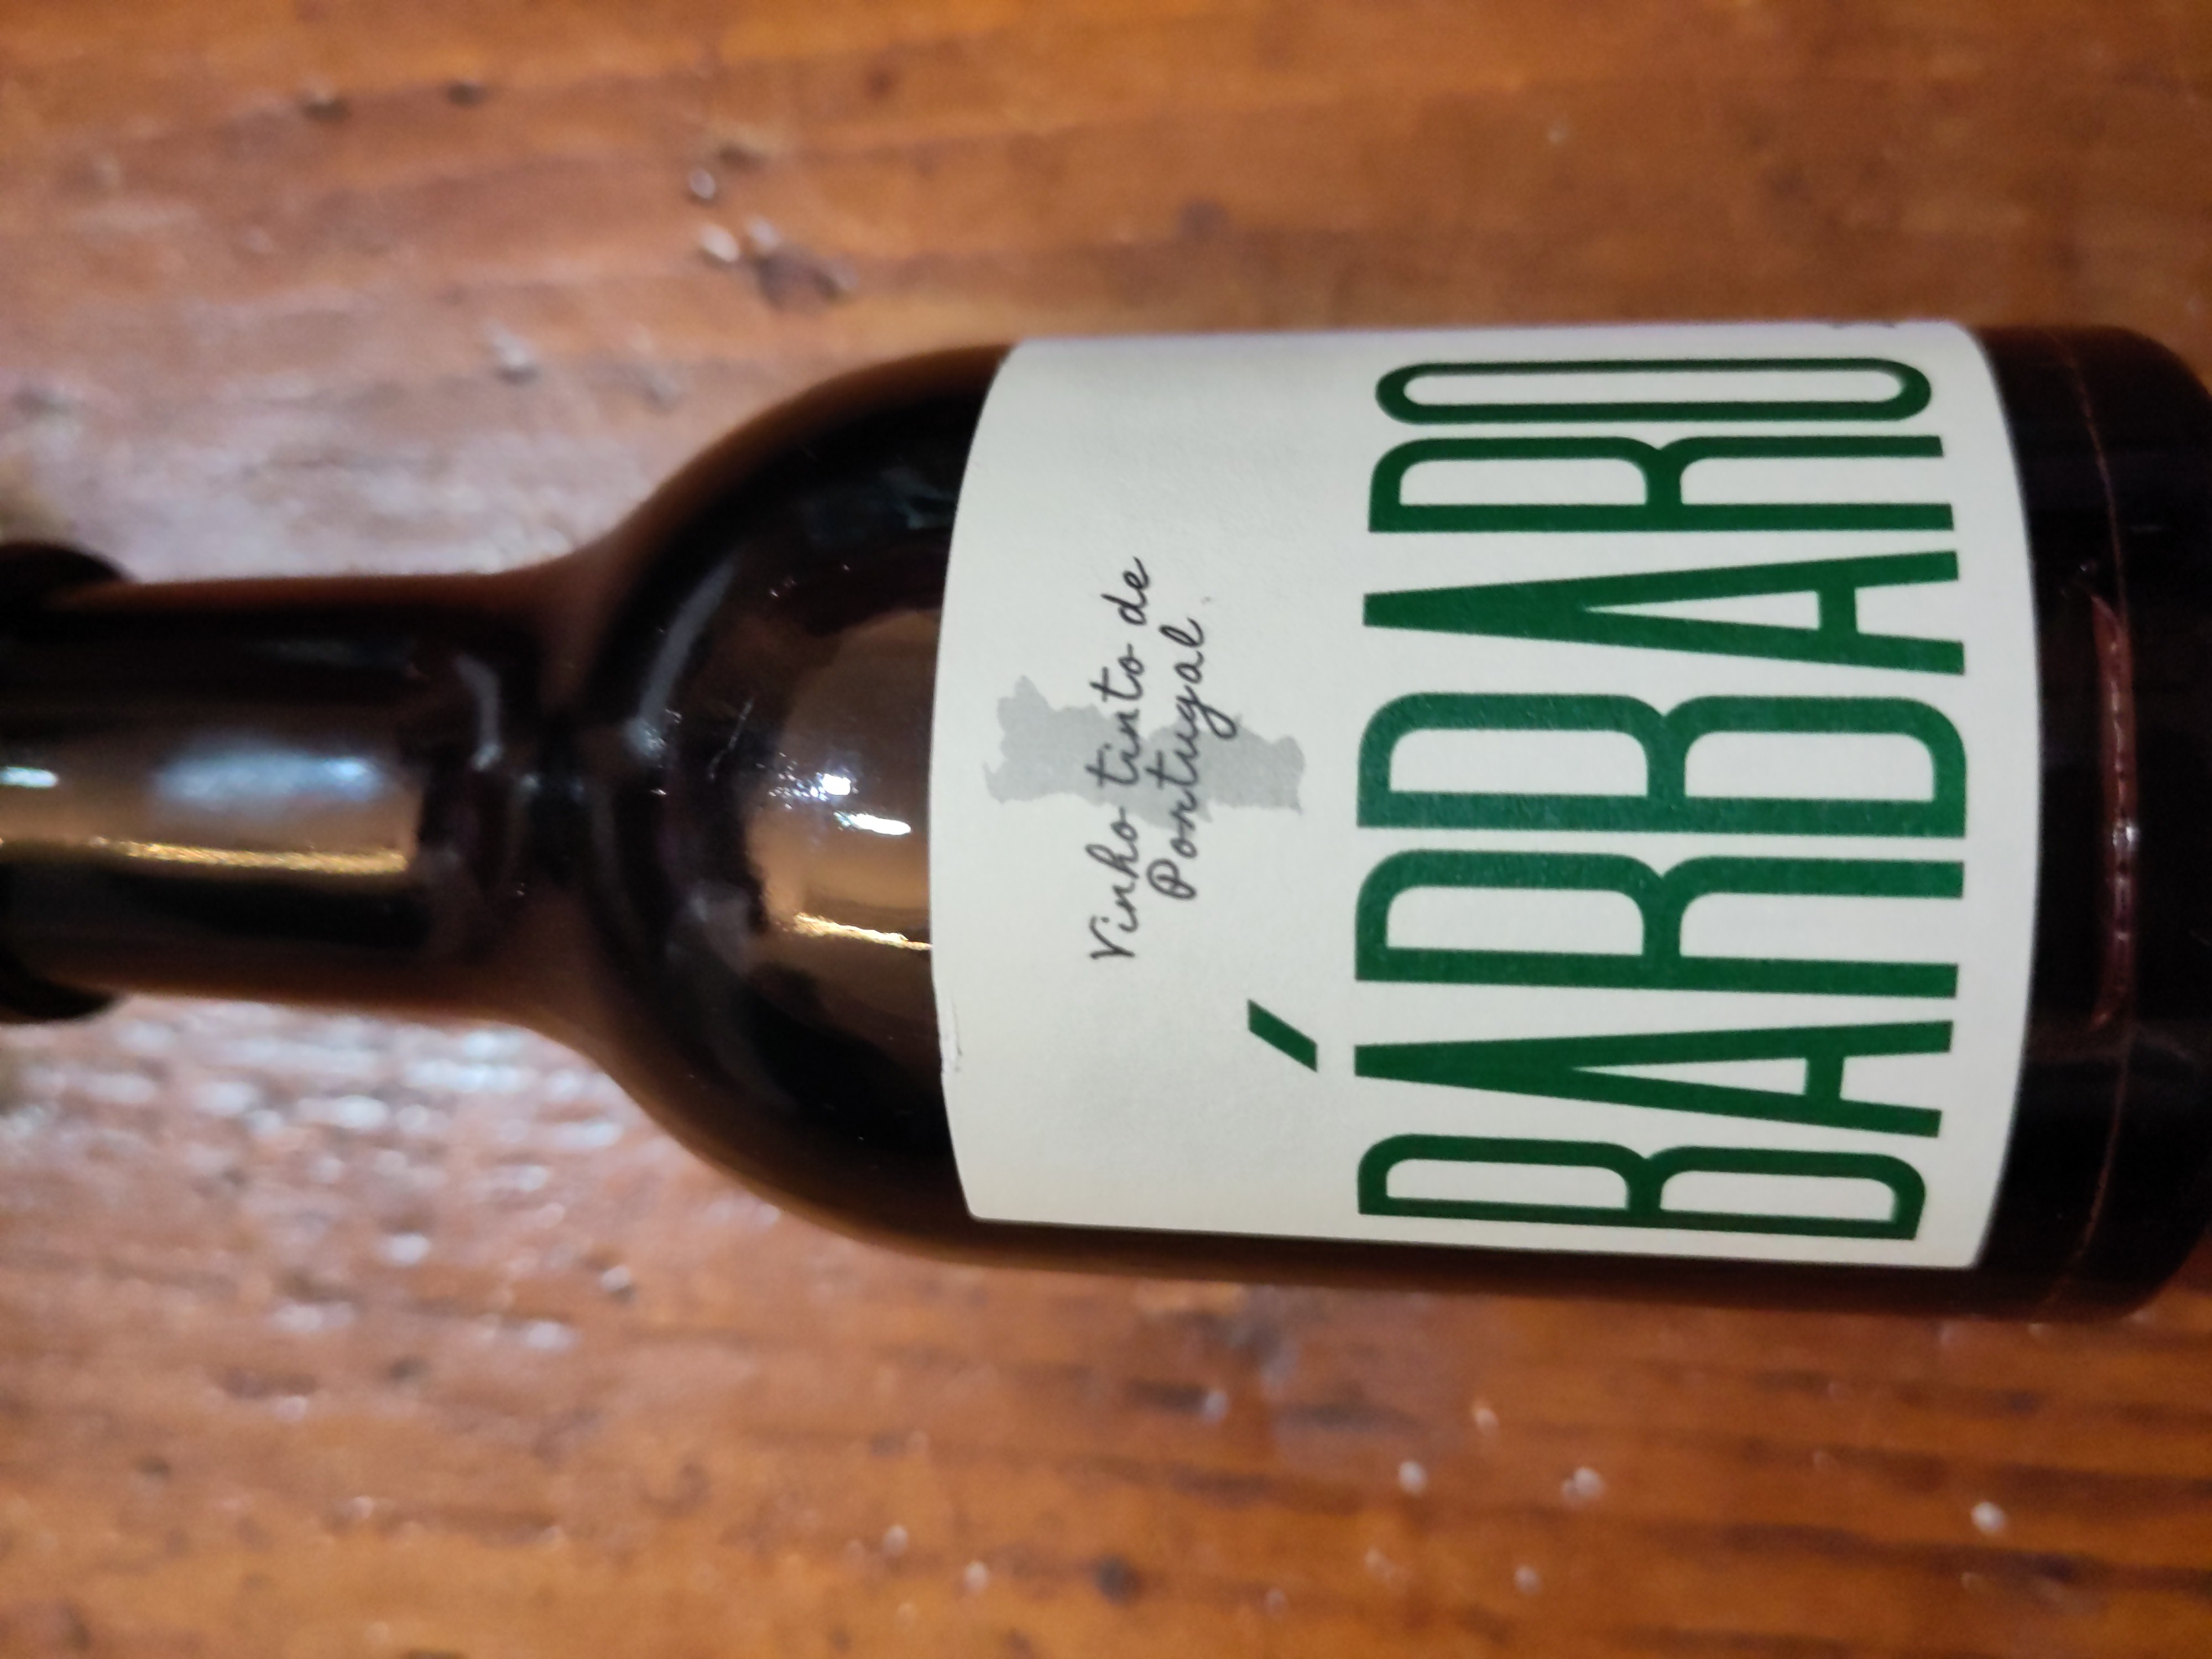 Vinho tinto de
Portugal.
BÁRBARO